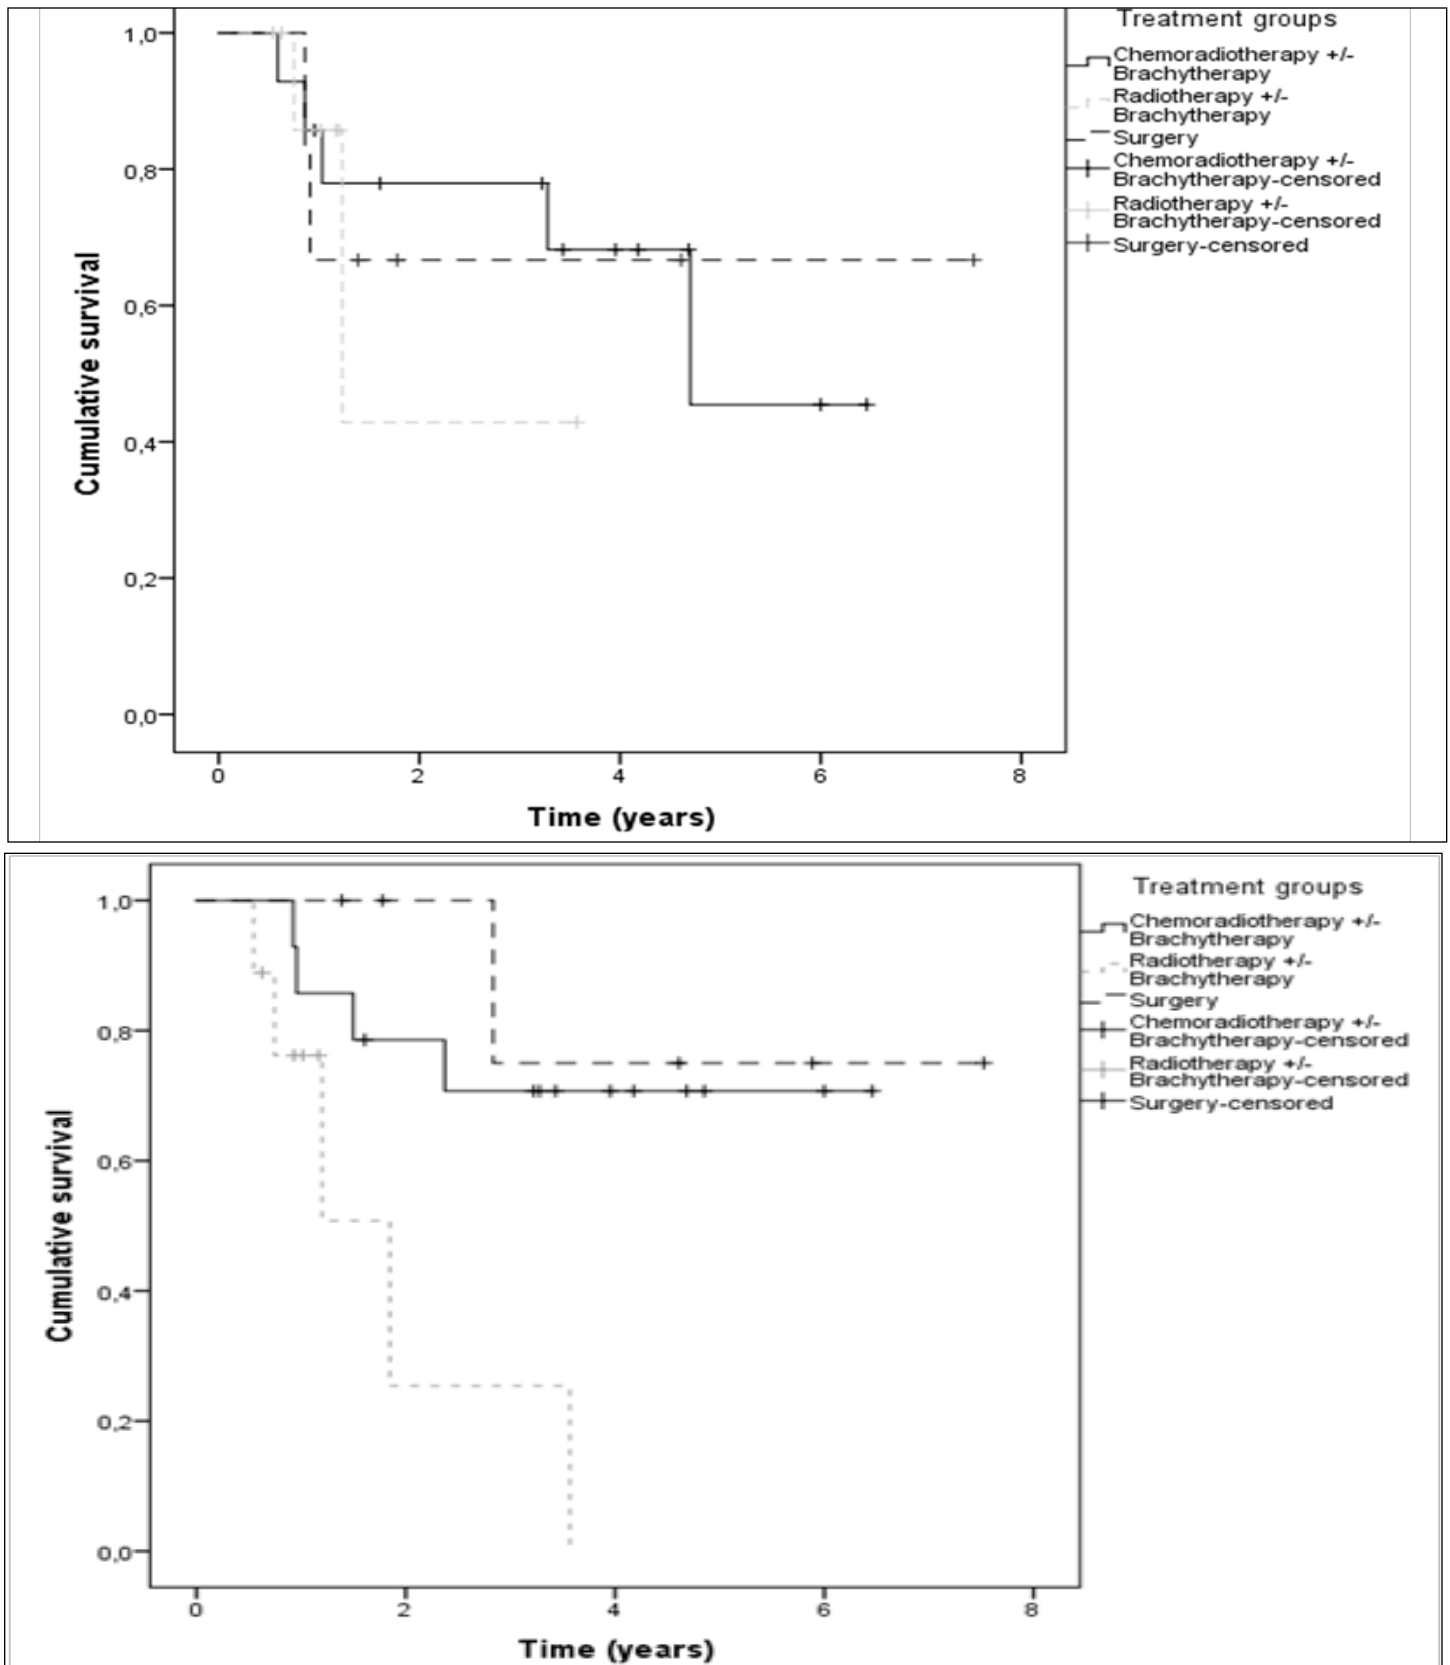 Treatment groups
Chemoradiotherapy +/-
Brachytherapy
Radiotherapy +/-
Brachytherapy
Surgery
Chemoradiotherapy +/-
Brachytherapy-censored
Radiotherapy +/-
Brachytherapy-censored
Surgery-censored
Cumulative survival
1,0
0,8
0,6
0,4
0,2
0,0
0 2 4 6 8
Time (years)
Treatment groups
Chemoradiotherapy +/-
Brachytherapy
Radiotherapy +/-
Brachytherapy
Surgery
Chemoradiotherapy +/-
Brachytherapy-censored
Radiotherapy +/-
Brachytherapy-censored
Surgery-censored
Cumulative survival
1,0
0,8
0,6
0,4
0,2
0,0
0 2 4 6 8
Time (years)